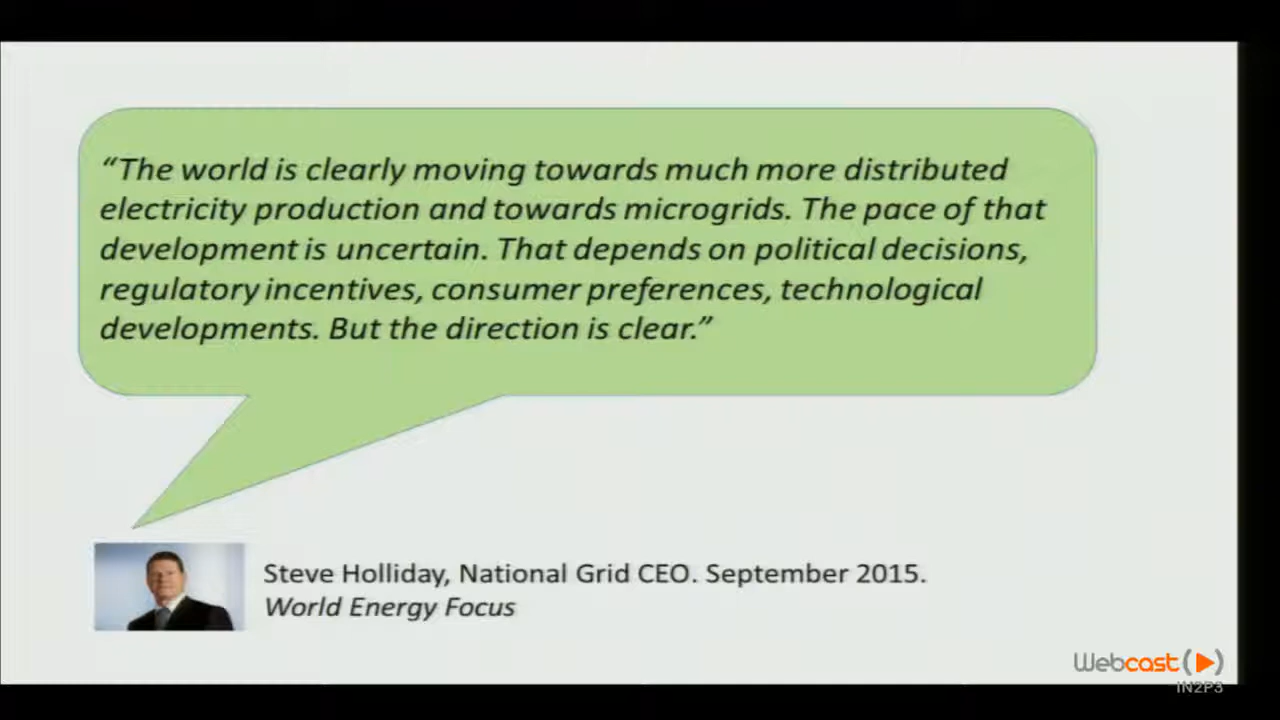 “The world is clearly moving towards much more distributed
electricity production and towards microgrids. The pace of that
development is uncertain. That depends on political decisions,
regulatory incentives, consumer preferences, technological
developments. But the direction is clear.”
Steve Holliday, National Grid CEO. September 2015.
World Energy Focus
Webcast
IN2P3